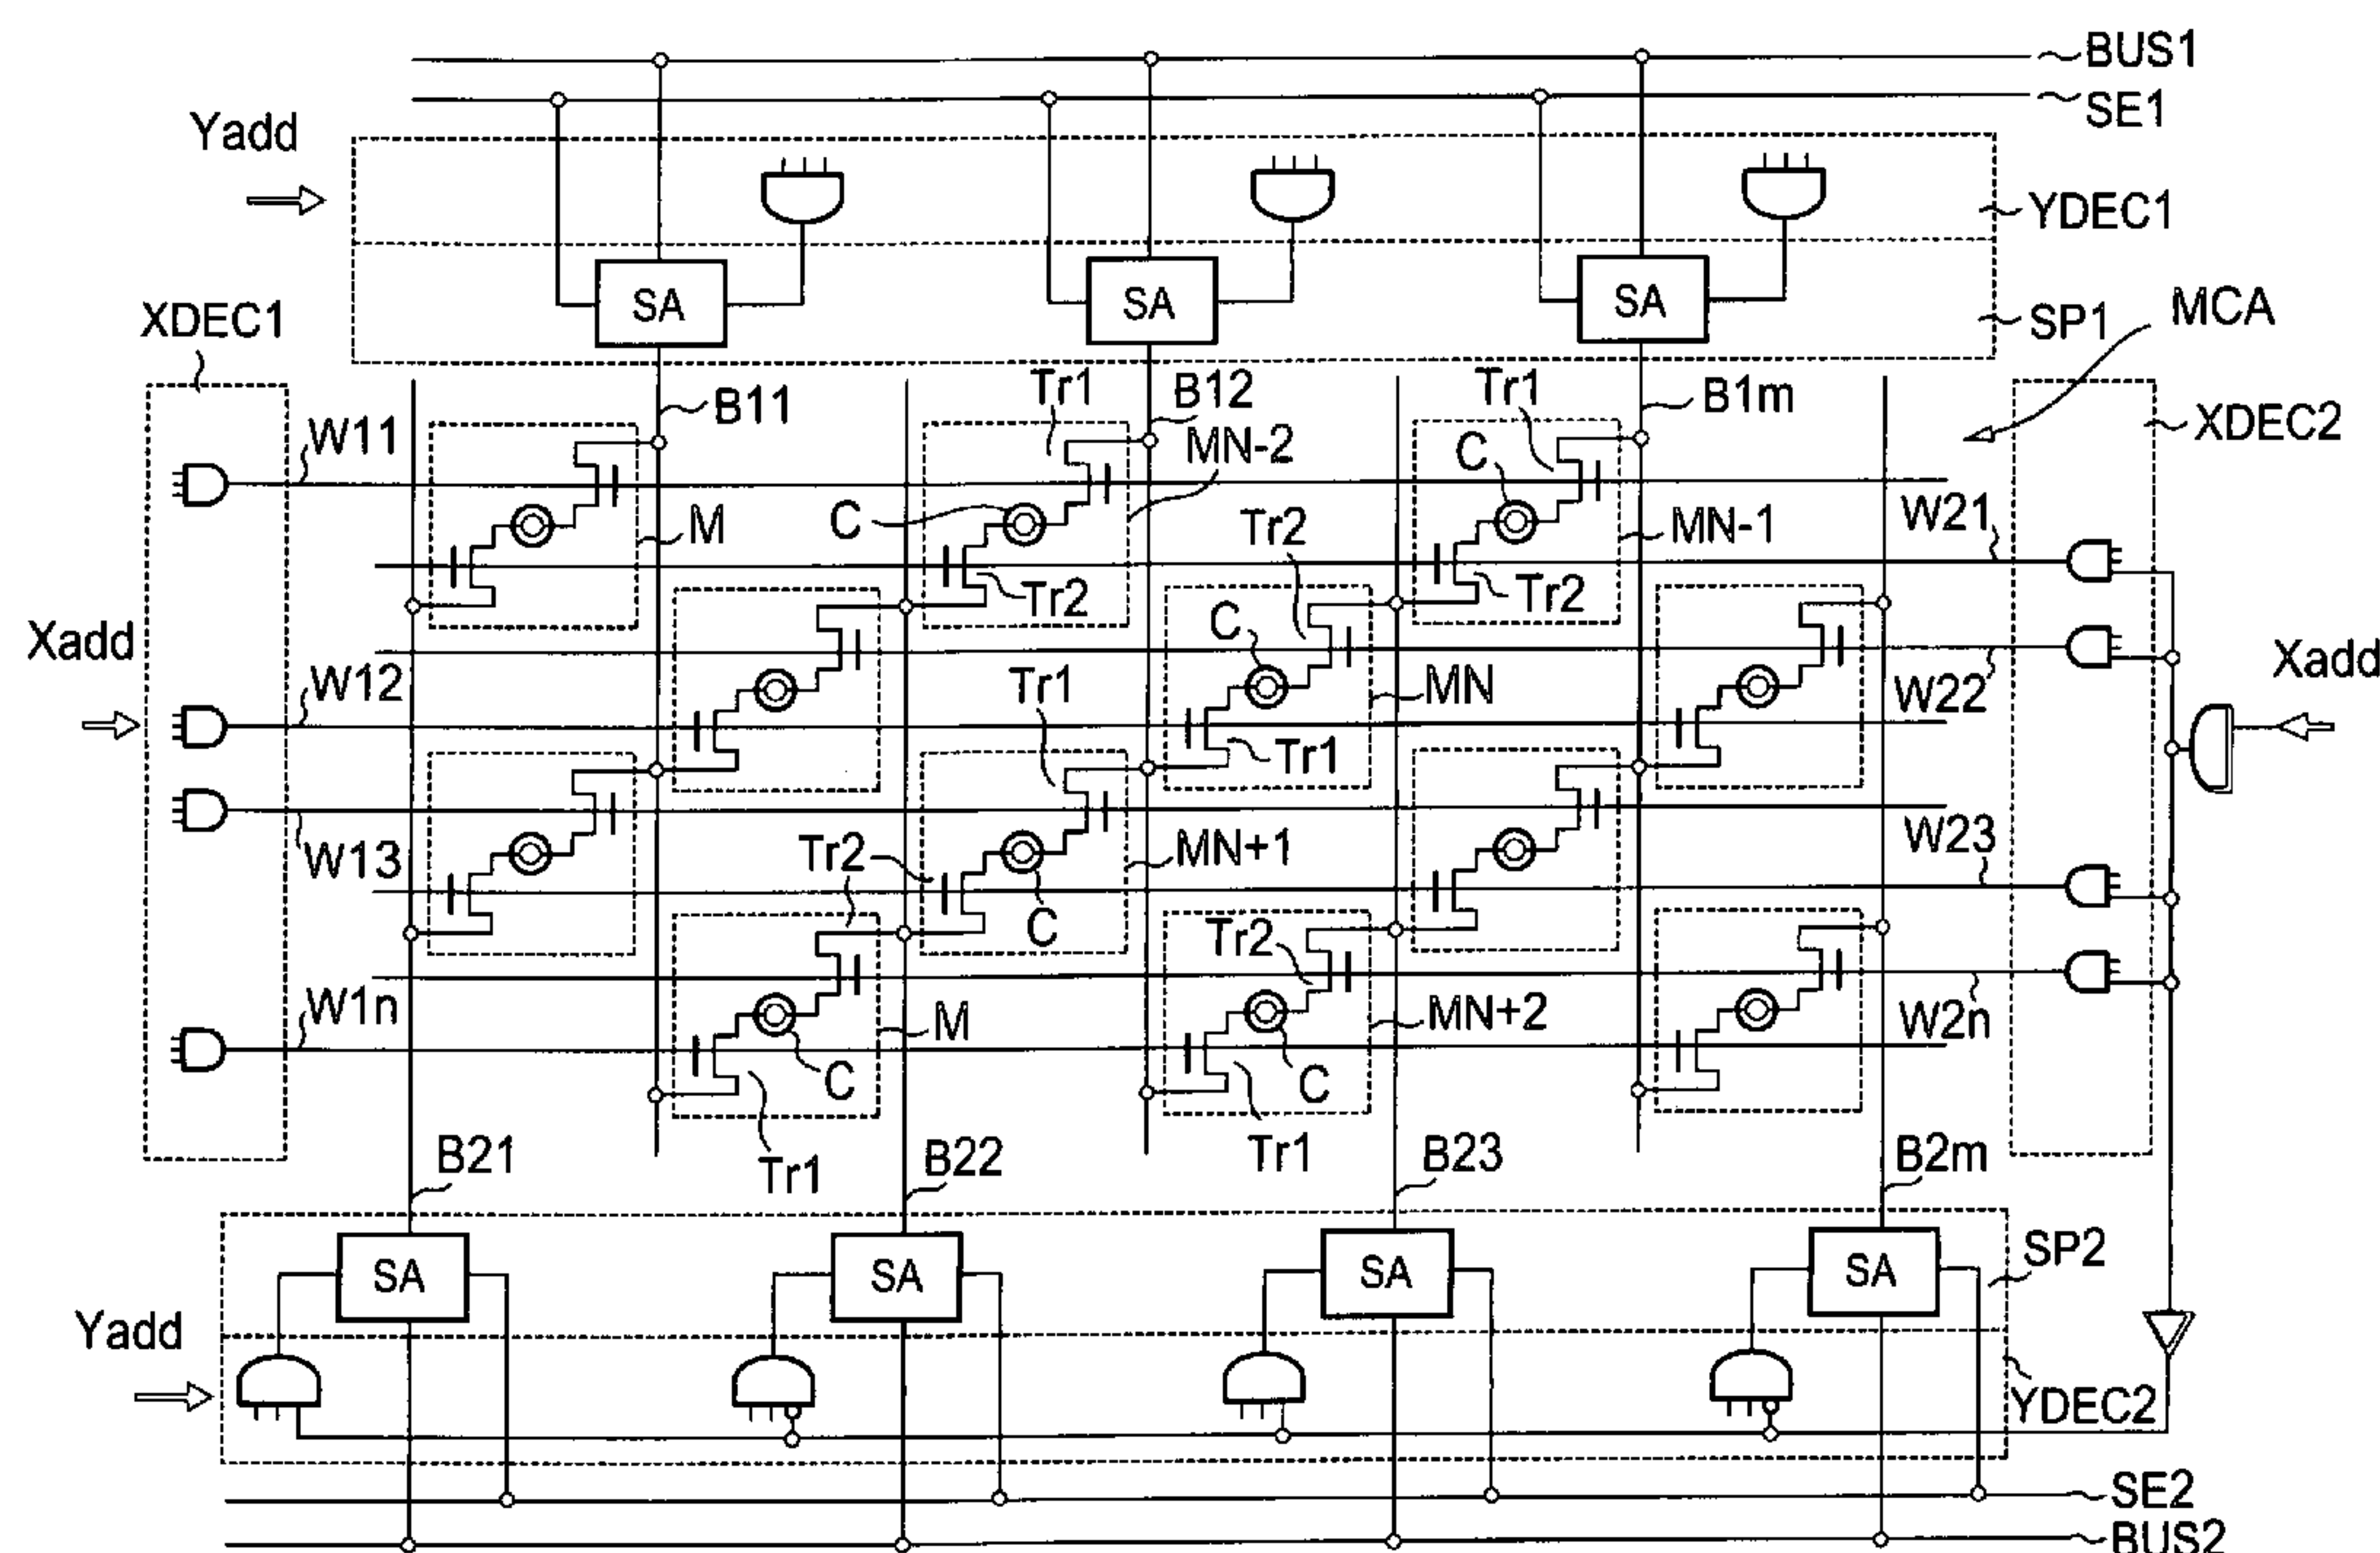 BUS1
SE1
Yadd
YDEC1
SA
SA
SA
SP1
MCA
XDEC1
B11
Tr1
B12
Tr1
B1m
XDEC2
W11
MN-2
C
M
C
Tr2
MN-1
W21
Tr2
C
Tr2
Xadd
W12
Tr1
MN
W22
Xadd
Tr1
W13
Tr2
MN+1
W23
C
Tr2
W1n
M
MN+2
W2n
C
C
B21
Tr1
B22
Tr1
B23
B2m
SA
SA
SA
SA
SP2
Yadd
YDEC2
SE2
BUS2